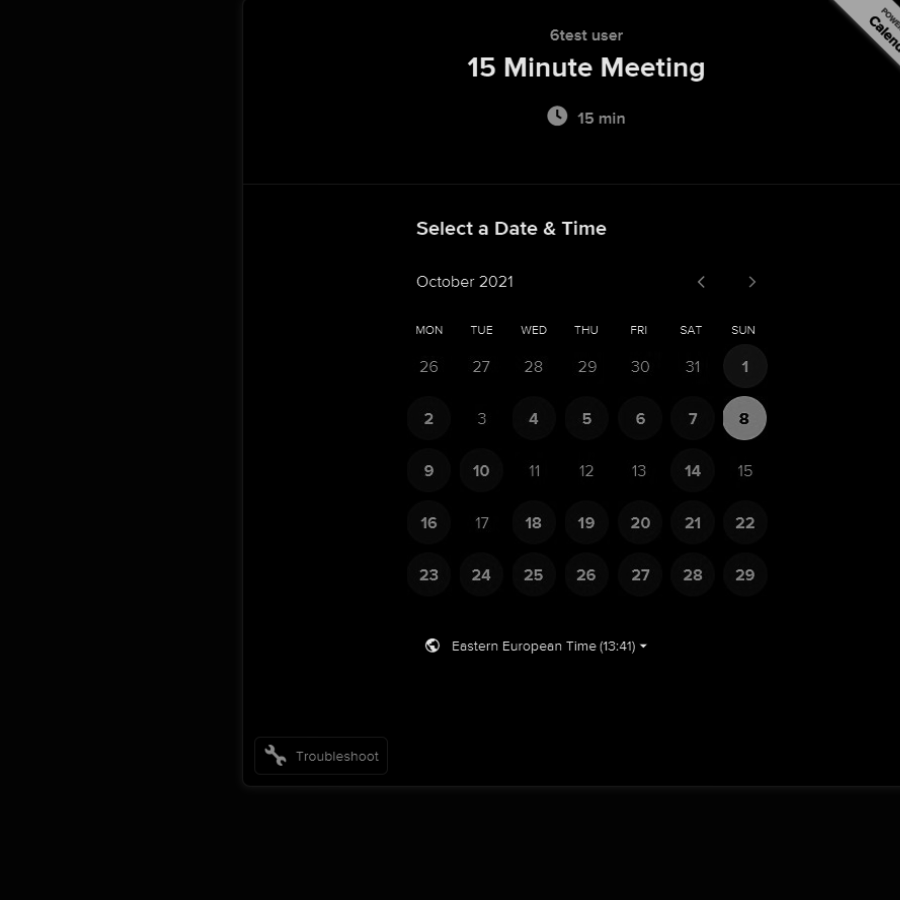 6test user
15 Minute Meeting
15 min
Select a Date & Time
October 2021
MON TUE WED THU FRI SAT SUN
26 27 28 29 30 31 1
2 3 4 5 6 7 8
9 10 11 12 13 14 15
16 17 18 19 20 21 22
23 24 25 26 27 28 29
Eastern European Time (13:41)
Troubleshoot